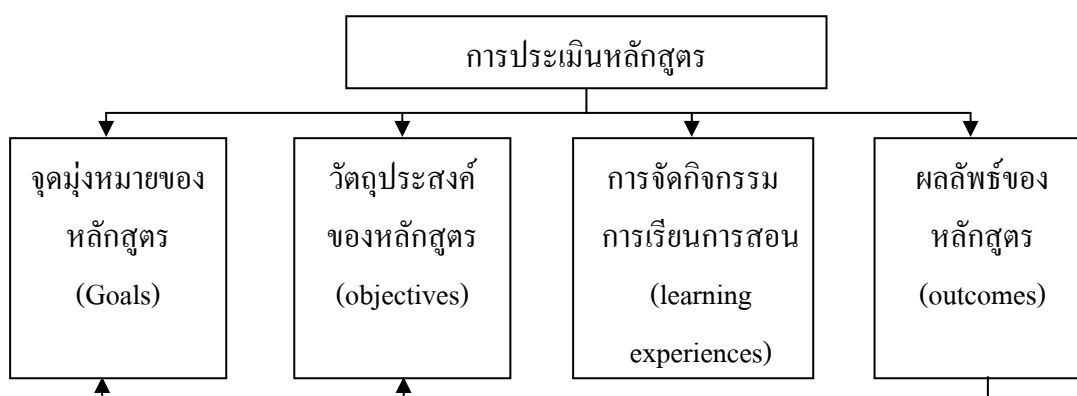 การประเมินหลักสูตร
จุดมุ่งหมายของ
หลักสูตร
(Goals)
วัตถุประสงค์
ของหลักสูตร
(objectives)
การจัดกิจกรรม
การเรียนการสอน
(learning
experiences)
ผลลัพธ์ของ
หลักสูตร
(outcomes)